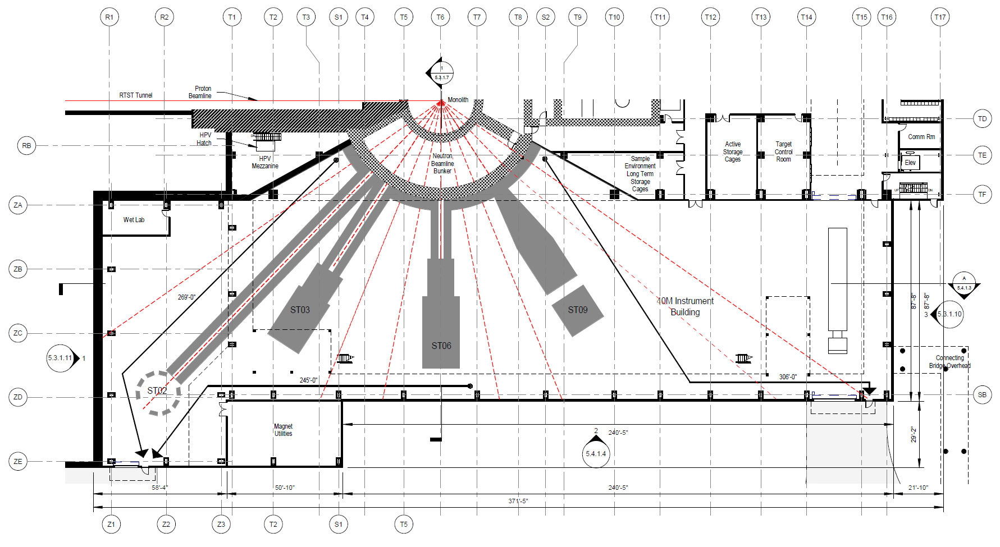 R1 R2 T1 T2 T3 S1 T4 T5 T6 T7 T8 S2 T9 T10 T11 T12 T13 T14 T15 T16 T17
1
5.3.1.7
RTST Tunnel
Proton
Beamline
Monolith
TD
RB
HPV
Hatch
DN
HPV
Mezzanine
Neutron
Beamline
Bunker
Sample
Environment
Long Term
Storage
Cages
Active
Storage
Cages
Target
Control
Room
Comm Rm
Elev
TE
UP
DN
TF
ZA
Wet Lab
ZB
269'-0"
ST03
ST09
40M Instrument
Building
87'-8"
87'-8"
A
5.4.1.3
3
5.3.1.10
ZC
5.3.1.11
1
ST06
Connecting
Bridge Overhead
245'-0"
306'-0"
ST02
ZD
SB
Magnet
Utilities
240'-5"
2
5.4.1.4
29'-2"
ZE
58'-4"
50'-10"
240'-5"
21'-10"
371'-5"
Z1 Z2 Z3 T2 S1 T5